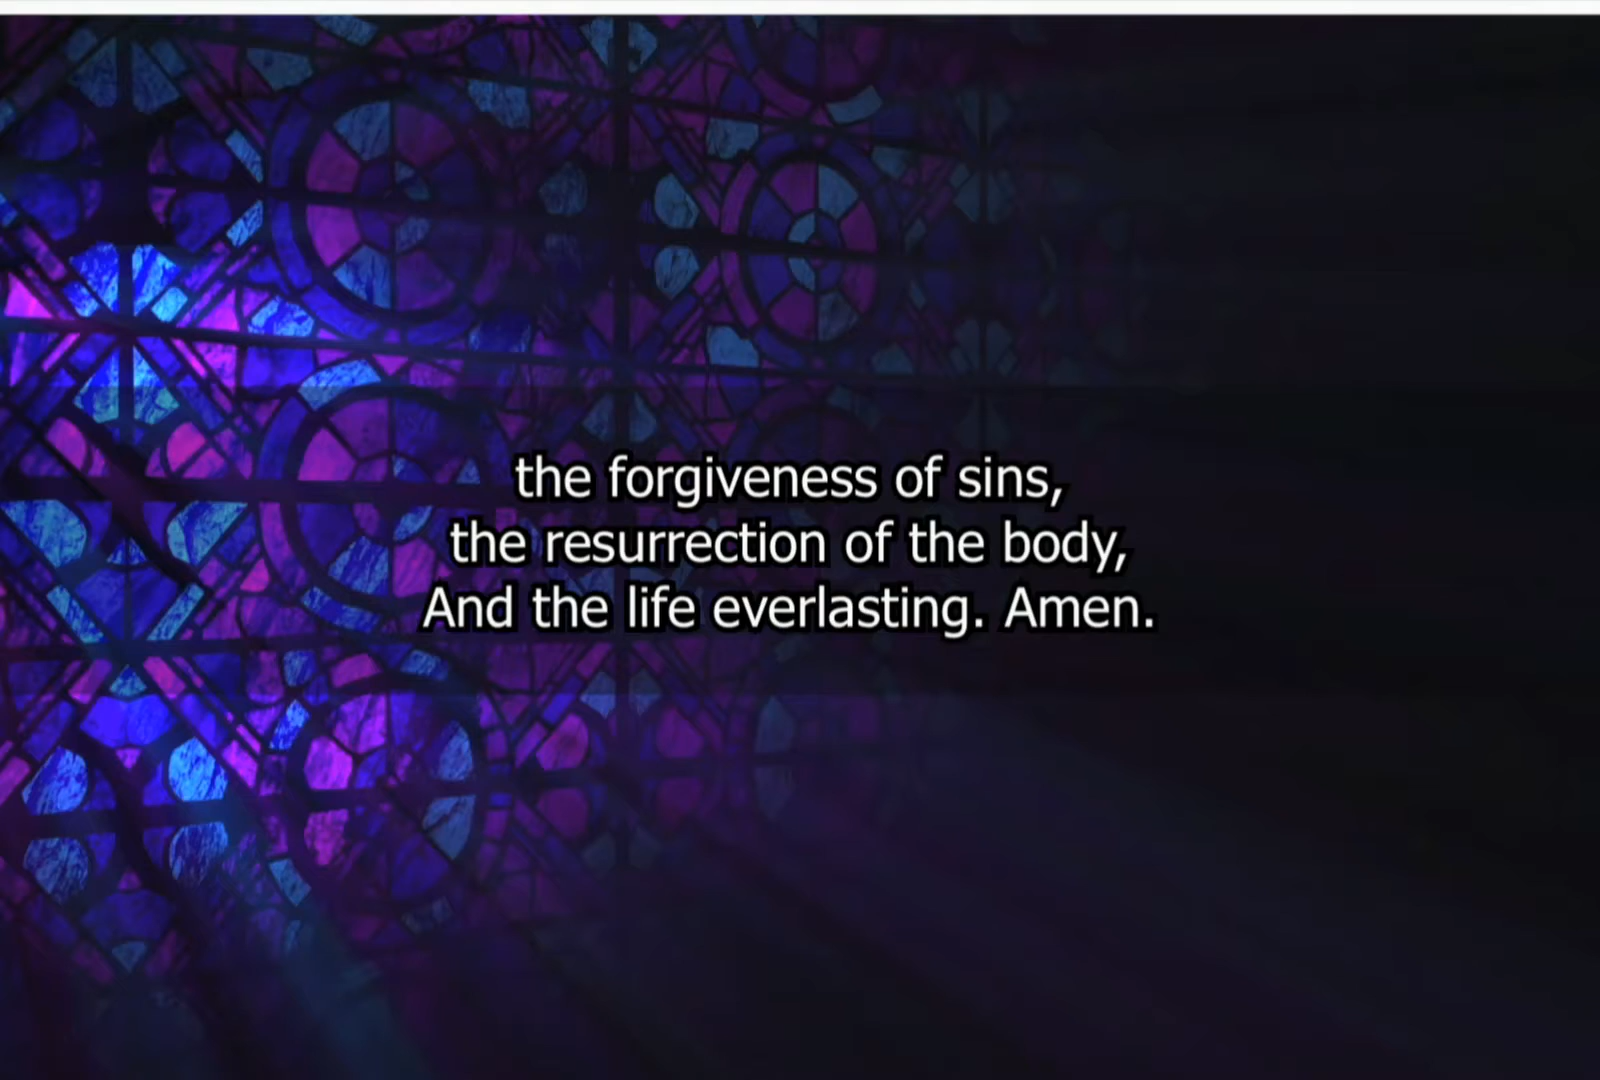 the forgiveness of sins,
the resurrection of the body,
And the life everlasting. Amen.